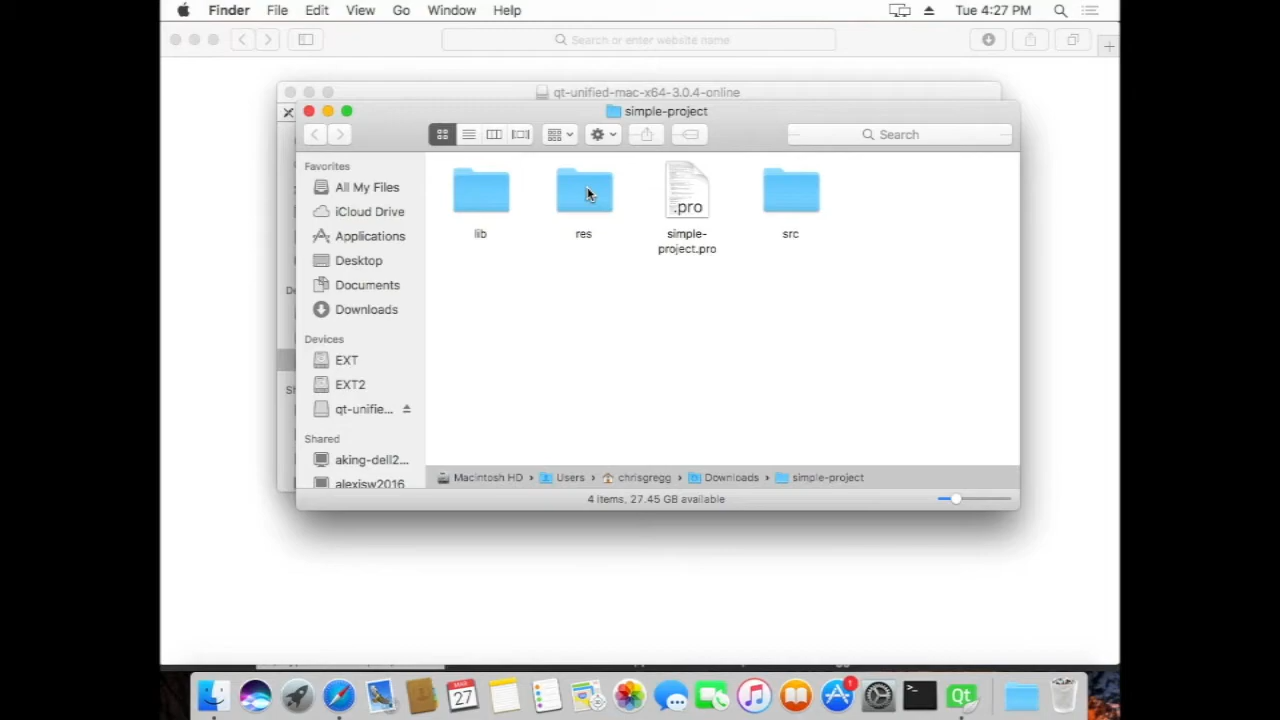 Finder File Edit View Go Window Help Tue 4:27 PM
Search or enter website name
qt-unified-mac-x64-3.0.4-online
simple-project
Search
Favorites
All My Files
iCloud Drive
Applications
Desktop
Documents
Downloads
Devices
EXT
EXT2
qt-unifie...
Shared
aking-dell2...
alexisw2016
lib
res
.pro
simple-
project.pro
src
Macintosh HD › Users › chrisgregg › Downloads › simple-project
4 items, 27.45 GB available
MAR
27
1
>_
Qt